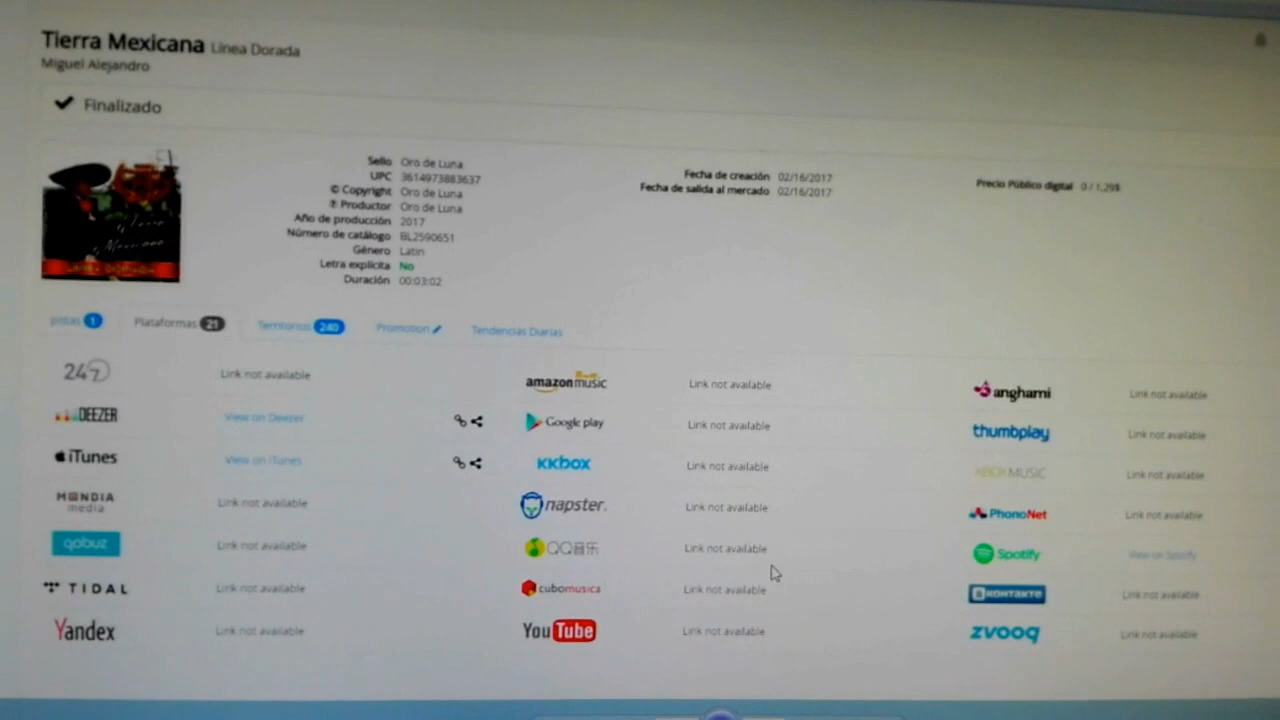 Tierra Mexicana Línea Dorada
Miguel Alejandro
Finalizado
Sello Oro de Luna
UPC 3614973883637
© Copyright Oro de Luna
℗ Productor Oro de Luna
Año de producción 2017
Número de catálogo BL2590651
Género Latin
Letra explícita No
Duración 00:03:02
Fecha de creación 02/16/2017
Fecha de salida al mercado 02/16/2017
Precio Público digital 0 / 1,29$
pistas 1 Plataformas 21 Territorios 240 Promotion Tendencias Diarias
24 7 Link not available
DEEZER View on Deezer
iTunes View on iTunes
MONDIA media Link not available
qobuz Link not available
TIDAL Link not available
Yandex Link not available
amazon music Link not available
Google play Link not available
KKBOX Link not available
napster. Link not available
QQ音乐 Link not available
cubomusica Link not available
YouTube Link not available
anghami Link not available
thumbplay Link not available
XBOX MUSIC Link not available
PhonoNet Link not available
Spotify View on Spotify
В КОНТАКТЕ Link not available
zvooq Link not available